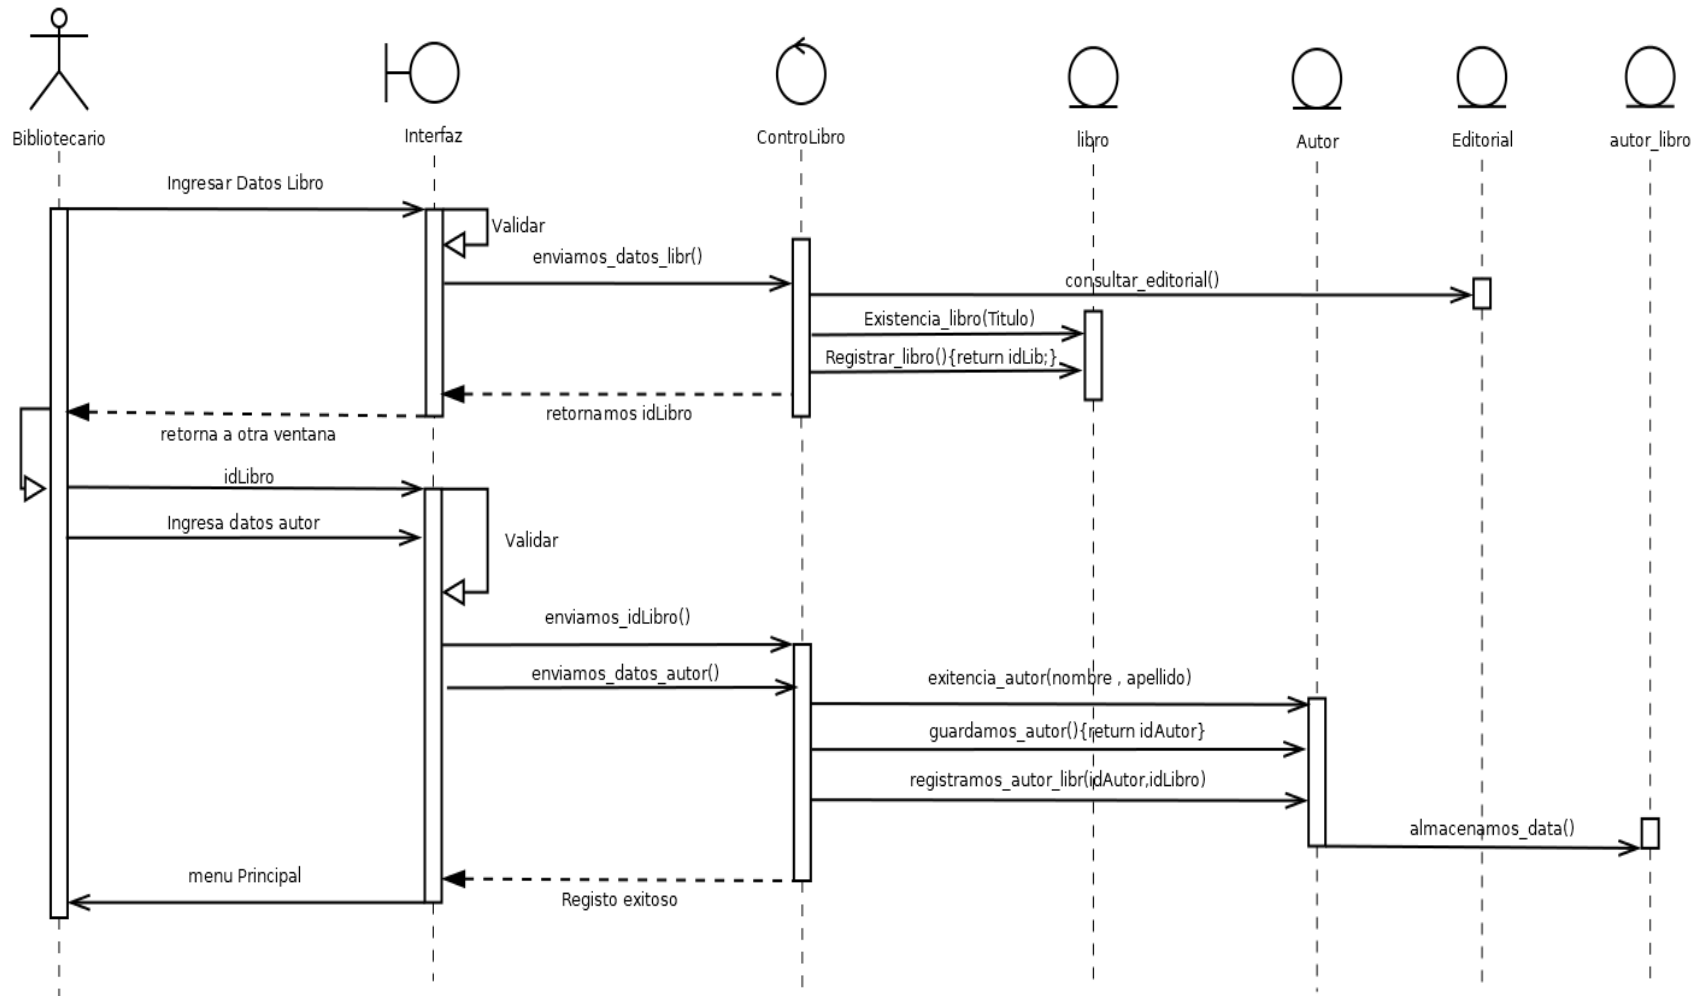 Bibliotecario
Interfaz
ControLibro
libro
Autor
Editorial
autor_libro
Ingresar Datos Libro
Validar
enviamos_datos_libr()
consultar_editorial()
Existencia_libro(Titulo)
Registrar_libro(){return idLib;}
retornamos idLibro
retorna a otra ventana
idLibro
Ingresa datos autor
Validar
enviamos_idLibro()
enviamos_datos_autor()
exitencia_autor(nombre , apellido)
guardamos_autor(){return idAutor}
registramos_autor_libr(idAutor,idLibro)
almacenamos_data()
menu Principal
Registo exitoso